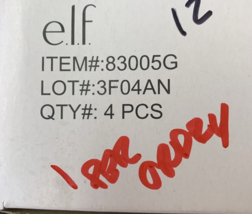 12
e.l.f.
ITEM#:83005G
LOT#:3F04AN
QTY#: 4 PCS
1 PER
ORDER